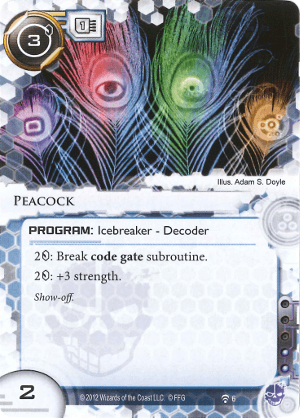 3
1
Illus. Adam S. Doyle
PEACOCK
PROGRAM: Icebreaker - Decoder
2: Break code gate subroutine.
2: +3 strength.
Show-off.
2
©2012 Wizards of the Coast LLC. ©FFG
6